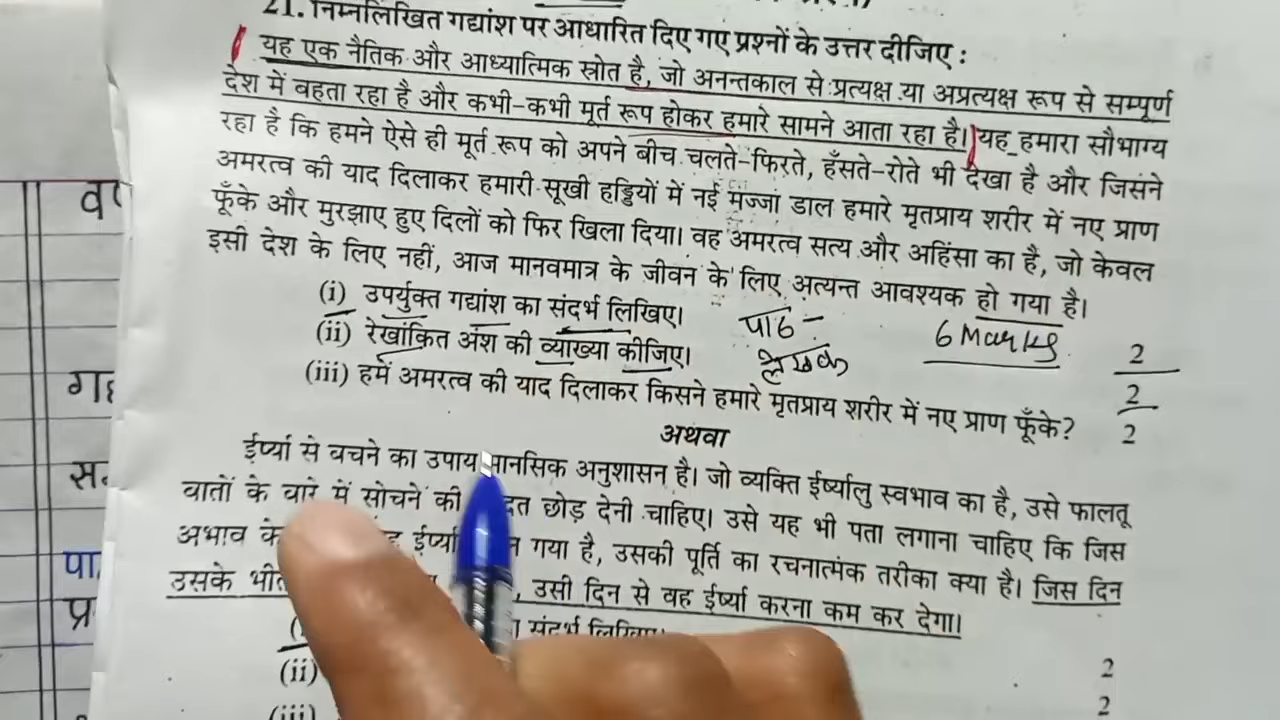 21. निम्नलिखित गद्यांश पर आधारित दिए गए प्रश्नों के उत्तर दीजिए :
यह एक नैतिक और आध्यात्मिक स्रोत है, जो अनन्तकाल से प्रत्यक्ष या अप्रत्यक्ष रूप से सम्पूर्ण
देश में बहता रहा है और कभी-कभी मूर्त रूप होकर हमारे सामने आता रहा है। यह हमारा सौभाग्य
रहा है कि हमने ऐसे ही मूर्त रूप को अपने बीच चलते-फिरते, हँसते-रोते भी देखा है और जिसने
अमरत्व की याद दिलाकर हमारी सूखी हड्डियों में नई मज्जा डाल हमारे मृतप्राय शरीर में नए प्राण
फूँके और मुरझाए हुए दिलों को फिर खिला दिया। वह अमरत्व सत्य और अहिंसा का है, जो केवल
इसी देश के लिए नहीं, आज मानवमात्र के जीवन के लिए अत्यन्त आवश्यक हो गया है।
(i) उपर्युक्त गद्यांश का संदर्भ लिखिए। पाठ - 6 Marks 2
(ii) रेखांकित अंश की व्याख्या कीजिए। लेखक 2
(iii) हमें अमरत्व की याद दिलाकर किसने हमारे मृतप्राय शरीर में नए प्राण फूँके? 2
अथवा
ईर्ष्या से बचने का उपाय मानसिक अनुशासन है। जो व्यक्ति ईर्ष्यालु स्वभाव का है, उसे फालतू
बातों के बारे में सोचने की दत छोड़ देनी चाहिए। उसे यह भी पता लगाना चाहिए कि जिस
अभाव के ईर्ष्या न गया है, उसकी पूर्ति का रचनात्मक तरीका क्या है। जिस दिन
उसके भीत , उसी दिन से वह ईर्ष्या करना कम कर देगा।
संदर्भ लिखिए। 2
(ii) 2
(iii)